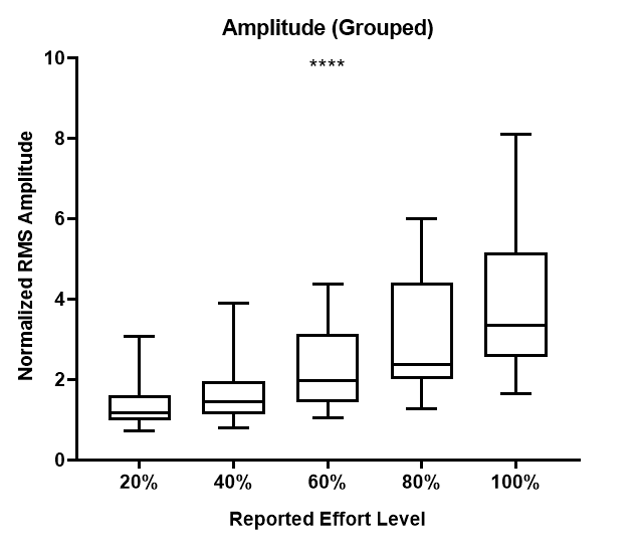 Amplitude (Grouped)
****
Normalized RMS Amplitude
10
8
6
4
2
0
20% 40% 60% 80% 100%
Reported Effort Level